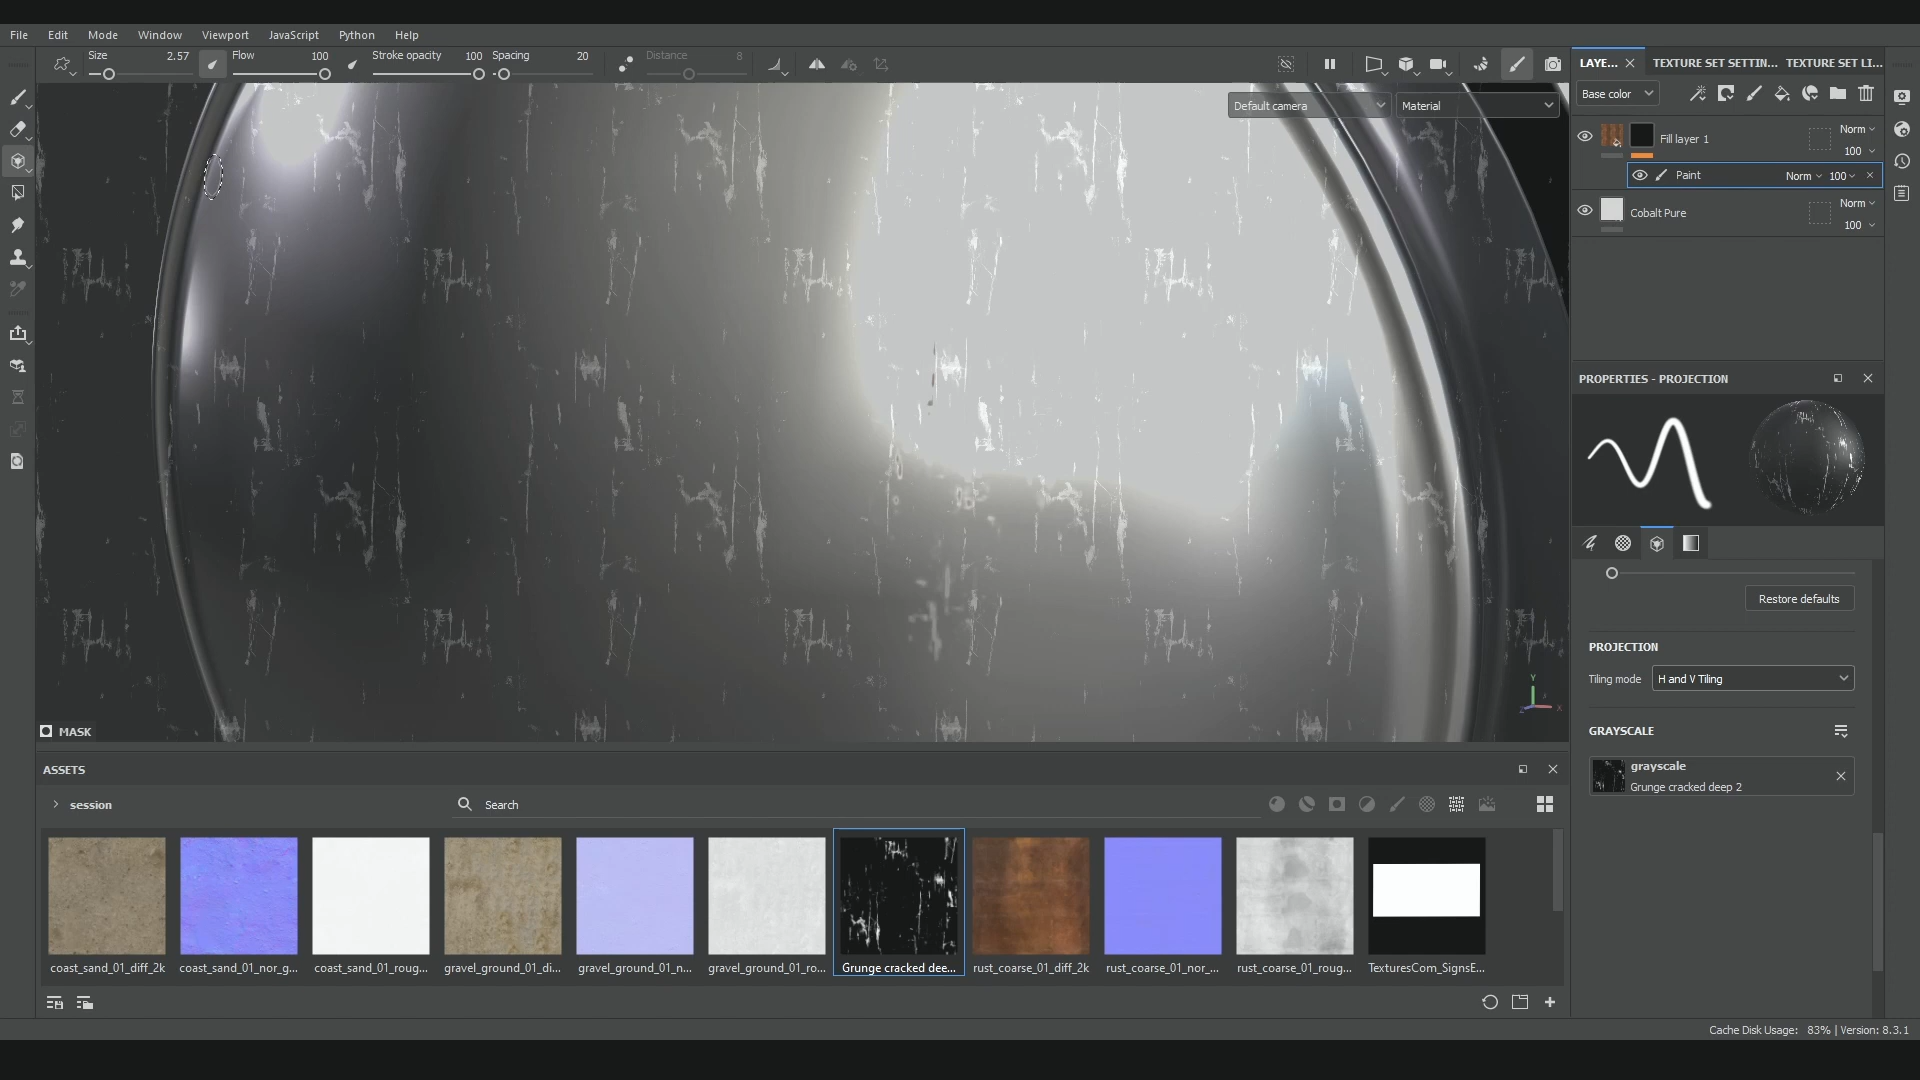 File Edit Mode Window Viewport JavaScript Python Help
Size 2.57 Flow 100 Stroke opacity 100 Spacing 20 Distance 8
LAYE... TEXTURE SET SETTIN... TEXTURE SET LI...
Default camera Material
Base color
Fill layer 1 Norm 100
Paint Norm 100
Cobalt Pure Norm 100
PROPERTIES - PROJECTION
Restore defaults
PROJECTION
Tiling mode H and V Tiling
GRAYSCALE
grayscale
Grunge cracked deep 2
Y
X
Z
MASK
ASSETS
session Search
coast_sand_01_diff_2k coast_sand_01_nor_g... coast_sand_01_roug... gravel_ground_01_di... gravel_ground_01_n... gravel_ground_01_ro... Grunge cracked dee... rust_coarse_01_diff_2k rust_coarse_01_nor_... rust_coarse_01_roug... TexturesCom_SignsE...
Cache Disk Usage: 83% | Version: 8.3.1